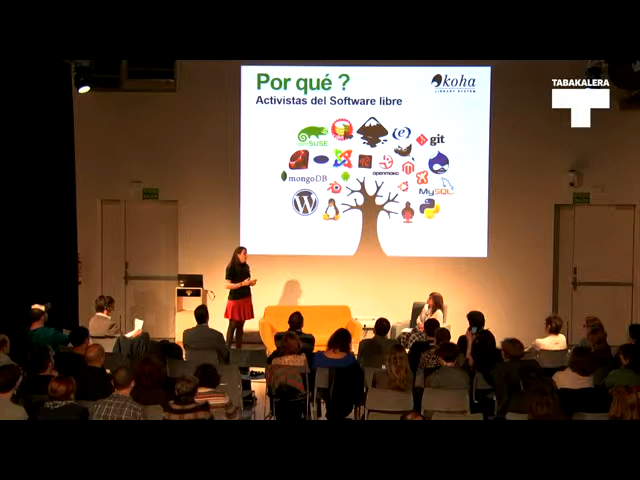 Por qué ?
Activistas del Software libre
koha
LIBRARY SYSTEM
TABAKALERA
T
SUSE
git
mongoDB
openmoko
MySQL